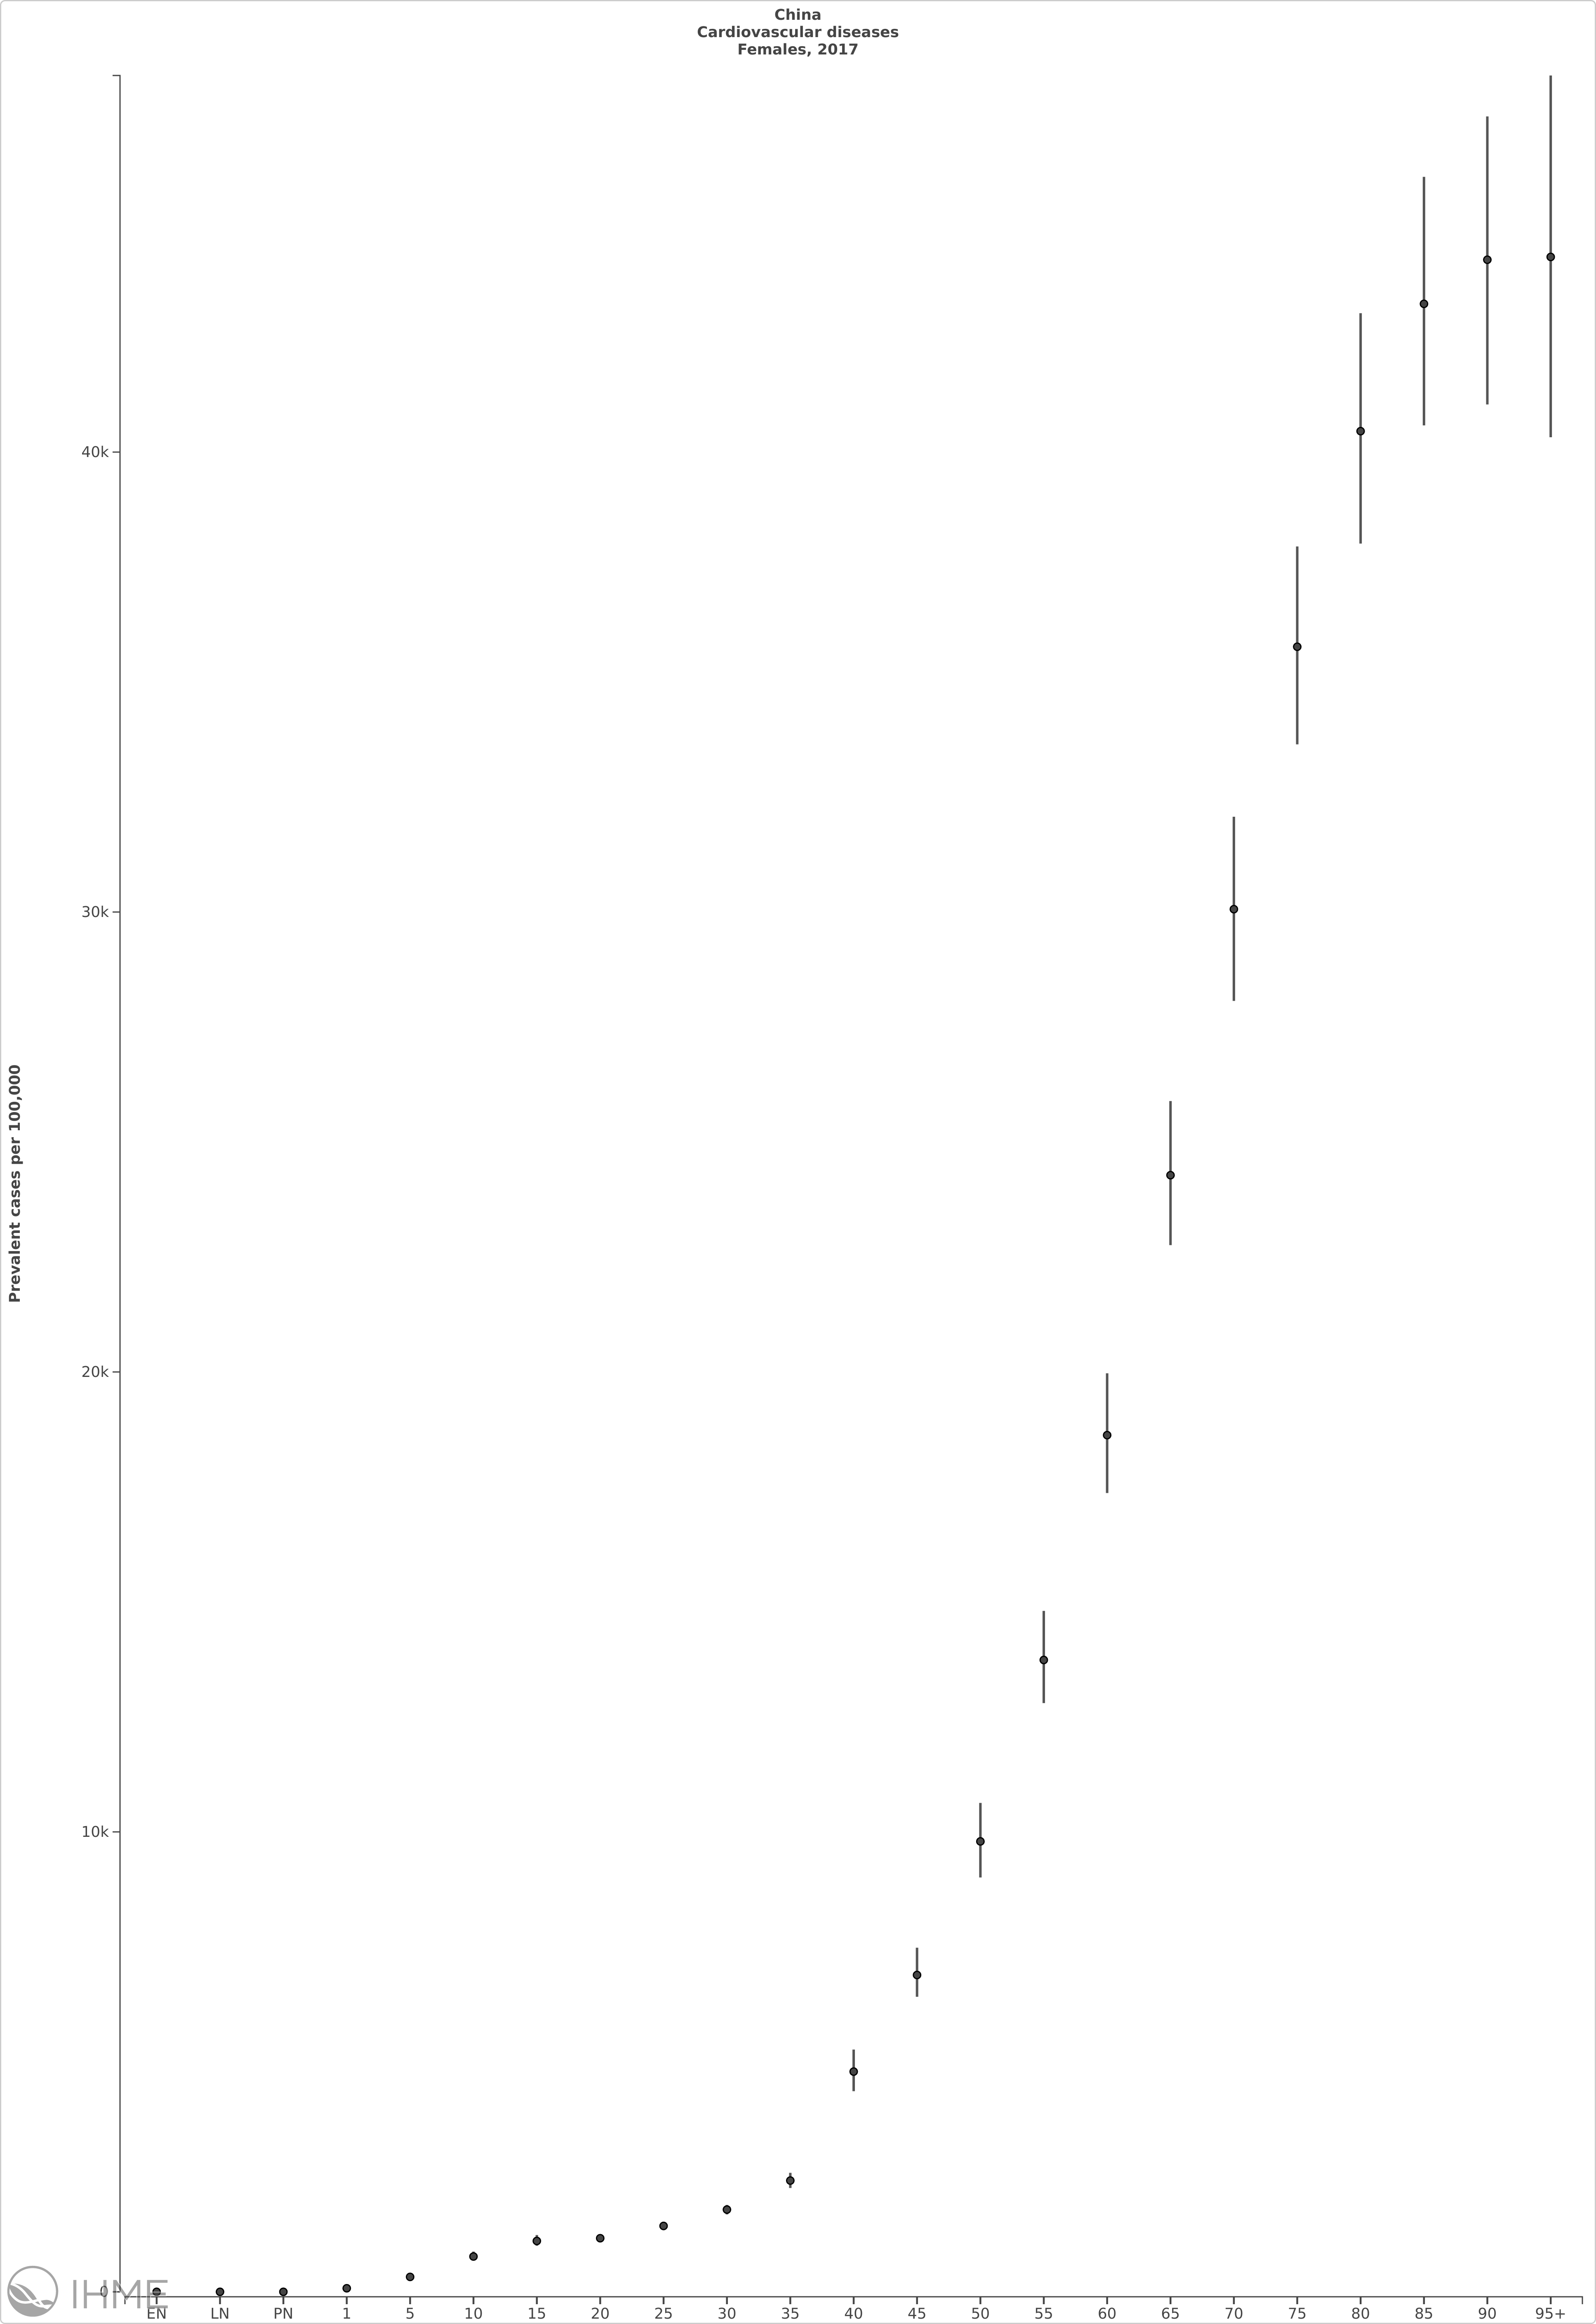 China
Cardiovascular diseases
Females, 2017
Prevalent cases per 100,000
40k
30k
20k
10k
0
IHME
EN LN PN 1 5 10 15 20 25 30 35 40 45 50 55 60 65 70 75 80 85 90 95+